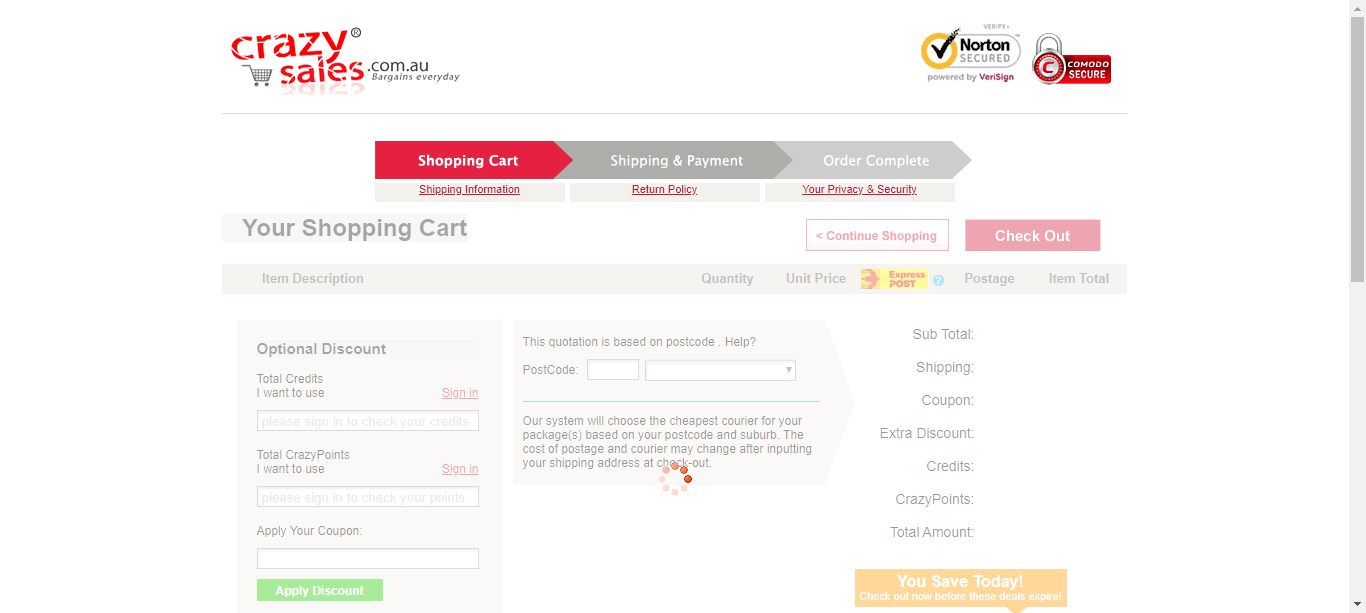 crazy sales®
.com.au
Bargains everyday
VERIFY›
Norton
SECURED
powered by VeriSign
COMODO
SECURE
Shopping Cart
Shipping & Payment
Order Complete
Shipping Information
Return Policy
Your Privacy & Security
Your Shopping Cart
< Continue Shopping
Check Out
Item Description
Quantity
Unit Price
Express
POST
?
Postage
Item Total
Optional Discount
Total Credits
I want to use
Sign in
please sign in to check your credits
Total CrazyPoints
I want to use
Sign in
please sign in to check your points
Apply Your Coupon:
Apply Discount
This quotation is based on postcode . Help?
PostCode:
Our system will choose the cheapest courier for your
package(s) based on your postcode and suburb. The
cost of postage and courier may change after inputting
your shipping address at check-out.
Sub Total:
Shipping:
Coupon:
Extra Discount:
Credits:
CrazyPoints:
Total Amount:
You Save Today!
Check out now before these deals expire!